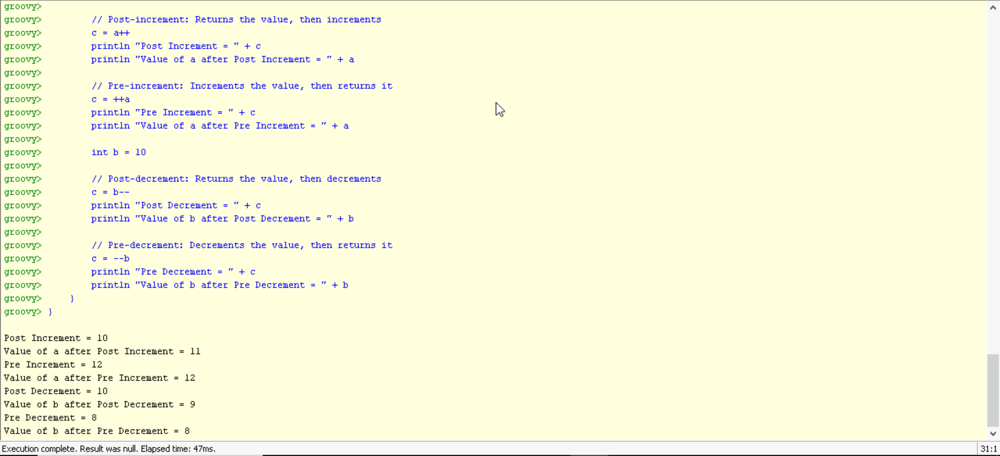 groovy>
groovy>         // Post-increment: Returns the value, then increments
groovy>         c = a++
groovy>         println "Post Increment = " + c
groovy>         println "Value of a after Post Increment = " + a
groovy>
groovy>         // Pre-increment: Increments the value, then returns it
groovy>         c = ++a
groovy>         println "Pre Increment = " + c
groovy>         println "Value of a after Pre Increment = " + a
groovy>
groovy>         int b = 10
groovy>
groovy>         // Post-decrement: Returns the value, then decrements
groovy>         c = b--
groovy>         println "Post Decrement = " + c
groovy>         println "Value of b after Post Decrement = " + b
groovy>
groovy>         // Pre-decrement: Decrements the value, then returns it
groovy>         c = --b
groovy>         println "Pre Decrement = " + c
groovy>         println "Value of b after Pre Decrement = " + b
groovy>     }
groovy> }
Post Increment = 10
Value of a after Post Increment = 11
Pre Increment = 12
Value of a after Pre Increment = 12
Post Decrement = 10
Value of b after Post Decrement = 9
Pre Decrement = 8
Value of b after Pre Decrement = 8
Execution complete. Result was null. Elapsed time: 47ms.
31:1